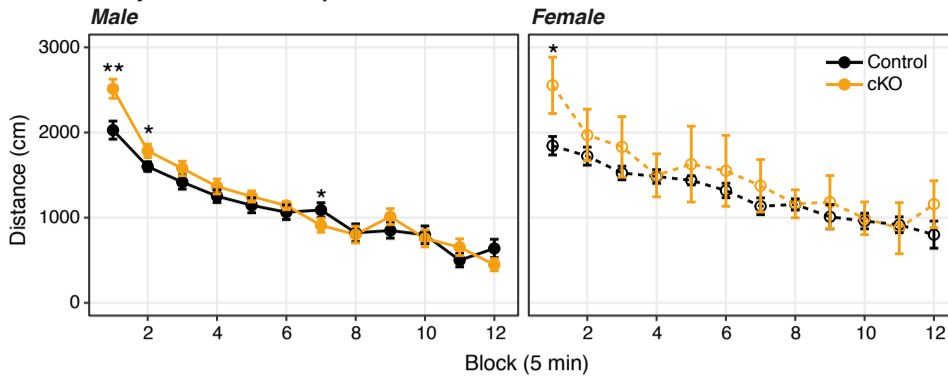 Male
Female
3000
2000
1000
0
Distance (cm)
**
*
*
*
Control
cKO
2 4 6 8 10 12
2 4 6 8 10 12
Block (5 min)